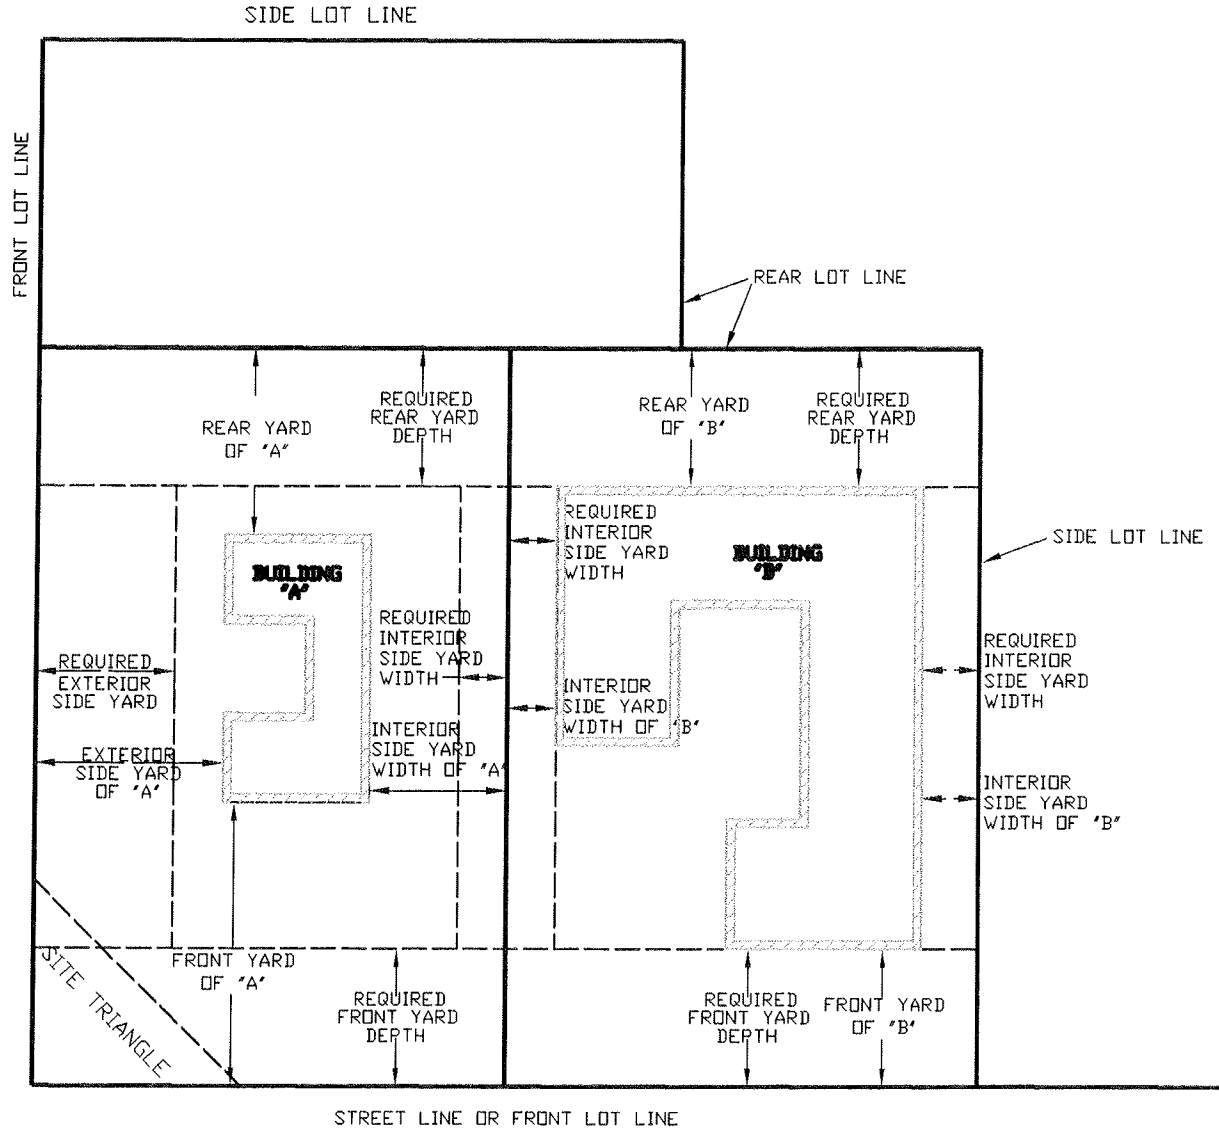 SIDE LOT LINE
FRONT LOT LINE
REAR LOT LINE
REAR YARD
OF "A"
REQUIRED
REAR YARD
DEPTH
REAR YARD
OF "B"
REQUIRED
REAR YARD
DEPTH
BUILDING
"A"
REQUIRED
INTERIOR
SIDE YARD
WIDTH
BUILDING
"B"
SIDE LOT LINE
REQUIRED
EXTERIOR
SIDE YARD
REQUIRED
INTERIOR
SIDE YARD
WIDTH
INTERIOR
SIDE YARD
WIDTH OF "B"
REQUIRED
INTERIOR
SIDE YARD
WIDTH
EXTERIOR
SIDE YARD
OF "A"
INTERIOR
SIDE YARD
WIDTH OF "A"
INTERIOR
SIDE YARD
WIDTH OF "B"
SITE TRIANGLE
FRONT YARD
OF "A"
REQUIRED
FRONT YARD
DEPTH
REQUIRED
FRONT YARD
DEPTH
FRONT YARD
OF "B"
STREET LINE OR FRONT LOT LINE